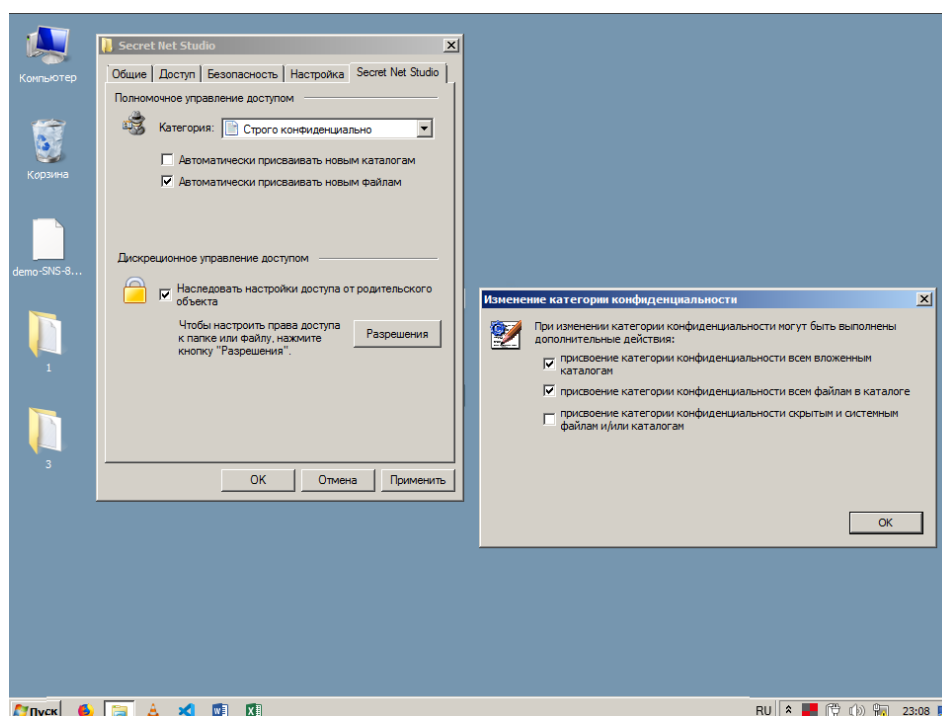 Компьютер
Корзина
demo-SNS-8...
1
3
Secret Net Studio
Общие
Доступ
Безопасность
Настройка
Secret Net Studio
Полномочное управление доступом
Категория:
Строго конфиденциально
Автоматически присваивать новым каталогам
Автоматически присваивать новым файлам
Дискреционное управление доступом
Наследовать настройки доступа от родительского
объекта
Чтобы настроить права доступа
к папке или файлу, нажмите
кнопку "Разрешения".
Разрешения
OK
Отмена
Применить
Изменение категории конфиденциальности
При изменении категории конфиденциальности могут быть выполнены
дополнительные действия:
присвоение категории конфиденциальности всем вложенным
каталогам
присвоение категории конфиденциальности всем файлам в каталоге
присвоение категории конфиденциальности скрытым и системным
файлам и/или каталогам
OK
Пуск
RU
23:08